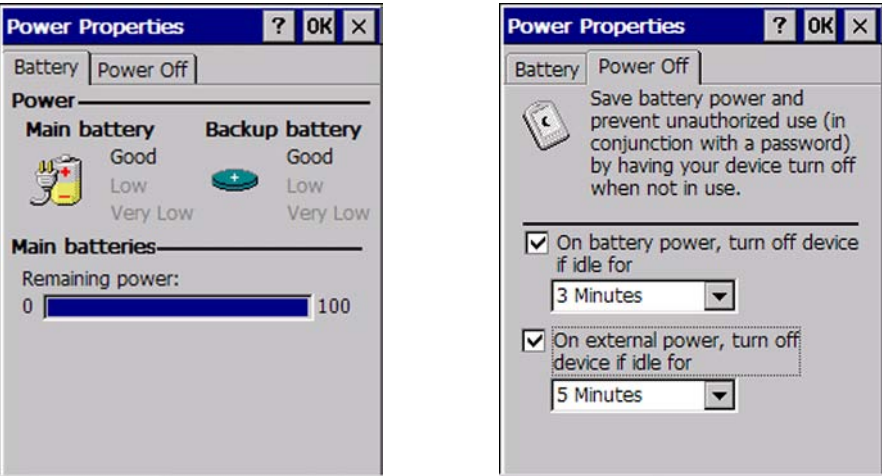 Power Properties ? OK ×
Battery Power Off
Power
Main battery Backup battery
Good Good
Low Low
Very Low Very Low
Main batteries
Remaining power:
0 100
Power Properties ? OK ×
Battery Power Off
Save battery power and
prevent unauthorized use (in
conjunction with a password)
by having your device turn off
when not in use.
On battery power, turn off device
if idle for
3 Minutes
On external power, turn off
device if idle for
5 Minutes